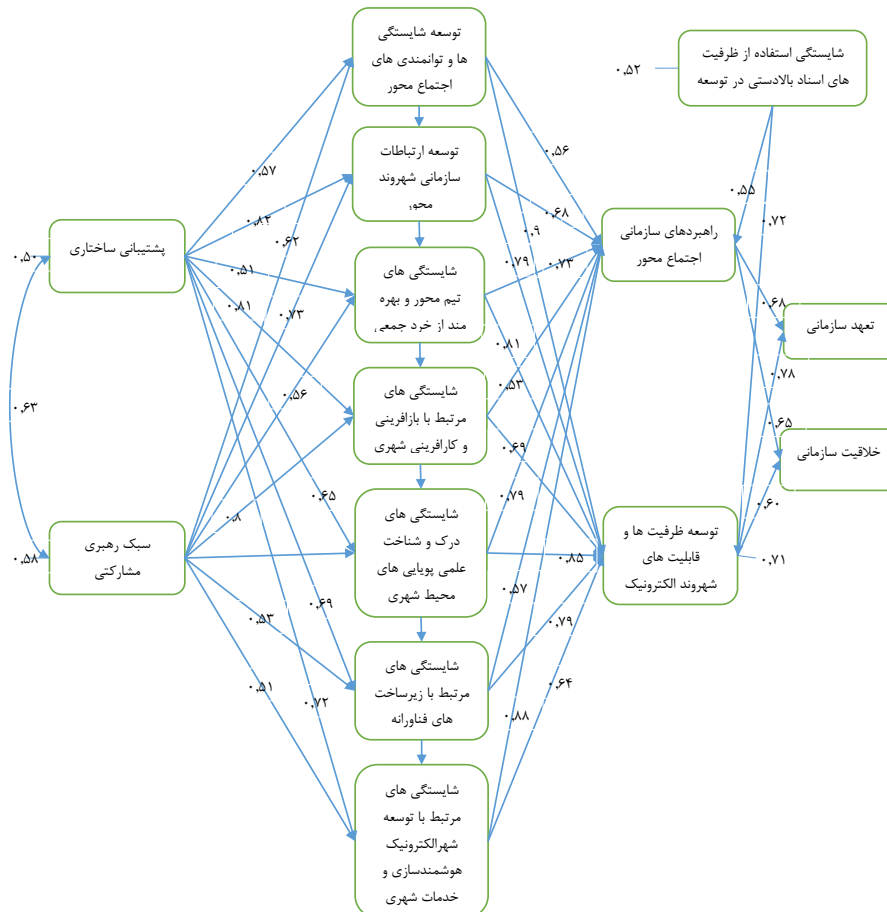 توسعه شایستگی
ها و توانمندی های
اجتماع محور
شایستگی استفاده از ظرفیت
های اسناد بالادستی در توسعه
۰,۵۲
توسعه ارتباطات
سازمانی شهروند
محور
۰,۵۷
۰,۸۲
۰,۶۲
۰,۵۱
۰,۸۱
۰,۷۳
۰,۵۶
۰,۶۵
۰,۸
۰,۶۹
۰,۵۳
۰,۵۱
۰,۷۲
پشتیبانی ساختاری
۰,۵۰
۰,۶۳
سبک رهبری
مشارکتی
۰,۵۸
شایستگی های
تیم محور و بهره
مند از خرد جمعی
شایستگی های
مرتبط با بازافرینی
و کارافرینی شهری
شایستگی های
درک و شناخت
علمی پویایی های
محیط شهری
شایستگی های
مرتبط با زیرساخت
های فناورانه
شایستگی های
مرتبط با توسعه
شهرالکترونیک
هوشمندسازی و
خدمات شهری
۰,۵۶
۰,۶۸
۰,۹
۰,۷۹
۰,۷۳
۰,۸۱
۰,۵۳
۰,۶۹
۰,۷۹
۰,۸۵
۰,۵۷
۰,۷۹
۰,۶۴
۰,۸۸
راهبردهای سازمانی
اجتماع محور
۰,۵۵
۰,۷۲
توسعه ظرفیت ها و
قابلیت های
شهروند الکترونیک
۰,۷۱
۰,۶۸
۰,۷۸
۰,۶۵
۰,۶۰
تعهد سازمانی
خلاقیت سازمانی